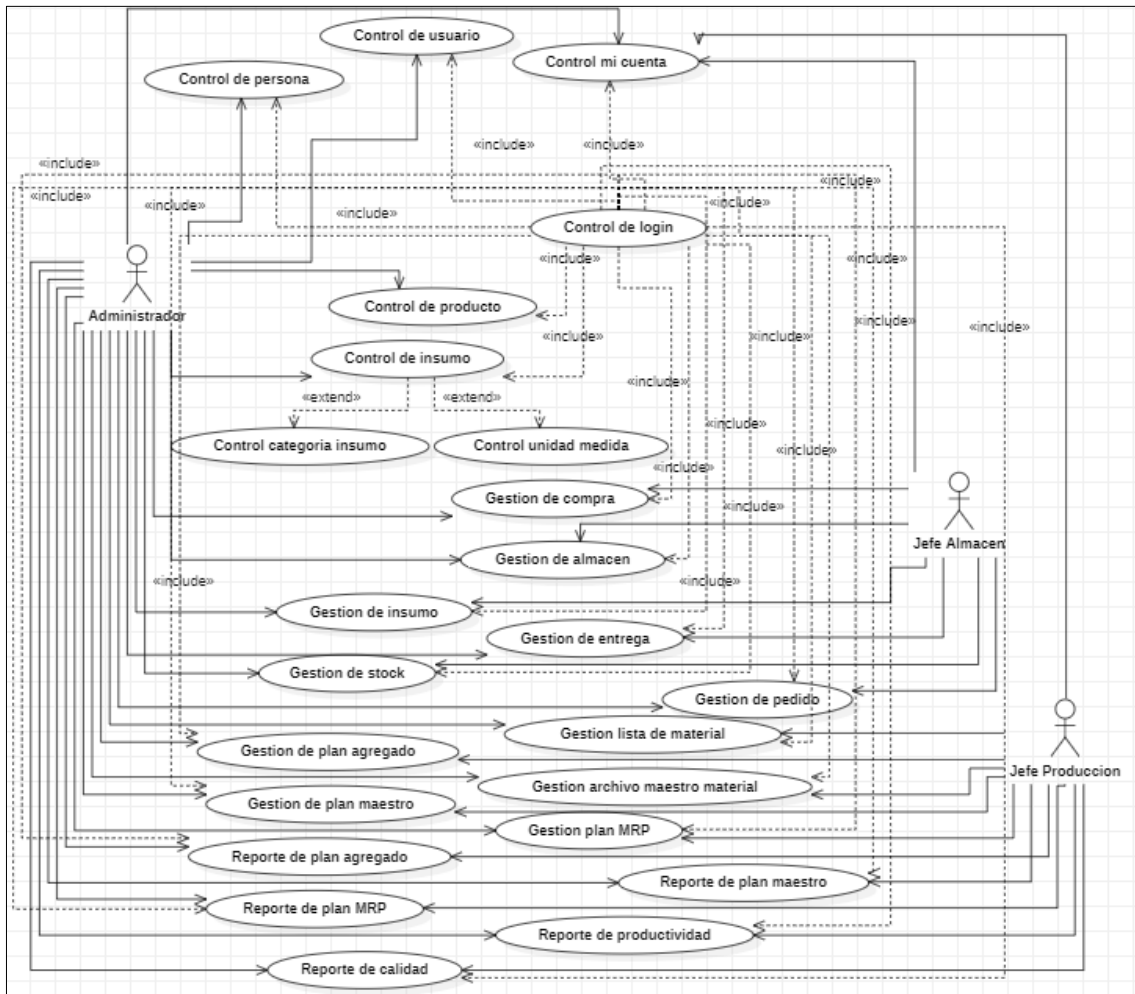 Control de usuario
Control mi cuenta
Control de persona
«include»
«include»
«include»
«include»
«include»
«include»
«include»
«include»
«include»
Control de login
«include»
«include»
«include»
Administrador
Control de producto
«include»
«include»
«include»
«include»
Control de insumo
«include»
«extend»
«extend»
«include»
Control categoria insumo
Control unidad medida
«include»
Gestion de compra
«include»
Jefe Almacen
Gestion de almacen
«include»
«include»
Gestion de insumo
Gestion de entrega
Gestion de stock
Gestion de pedido
Gestion lista de material
Gestion de plan agregado
Jefe Produccion
Gestion archivo maestro material
Gestion de plan maestro
Gestion plan MRP
Reporte de plan agregado
Reporte de plan maestro
Reporte de plan MRP
Reporte de productividad
Reporte de calidad